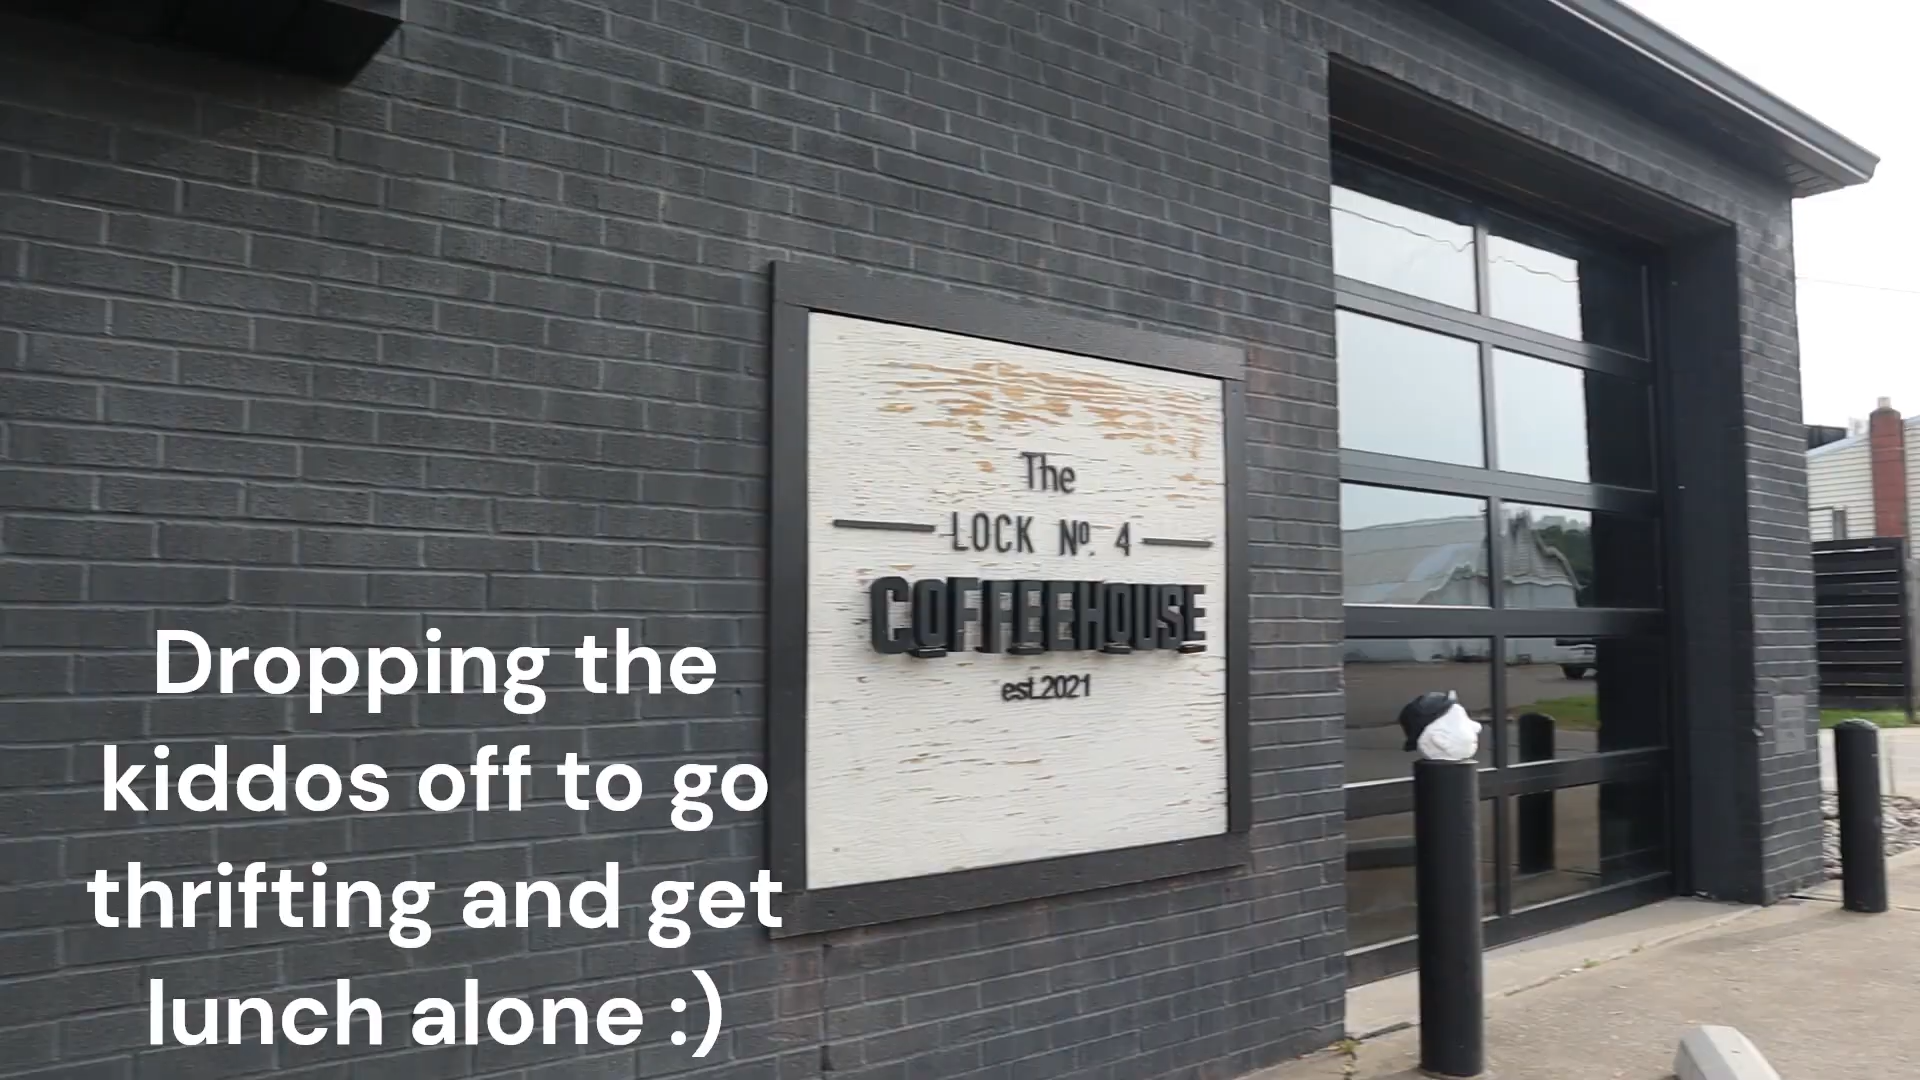 The
LOCK Nº. 4
COFFEEHOUSE
est.2021
Dropping the
kiddos off to go
thrifting and get
lunch alone :)